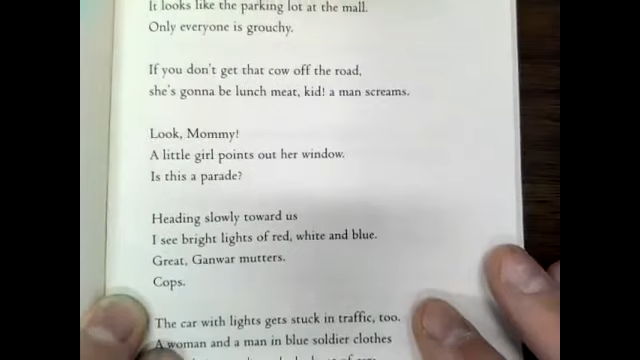 It looks like the parking lot at the mall.
Only everyone is grouchy.
If you don't get that cow off the road,
she's gonna be lunch meat, kid! a man screams.
Look, Mommy!
A little girl points out her window.
Is this a parade?
Heading slowly toward us
I see bright lights of red, white and blue.
Great, Ganwar mutters.
Cops.
The car with lights gets stuck in traffic, too.
A woman and a man in blue soldier clothes